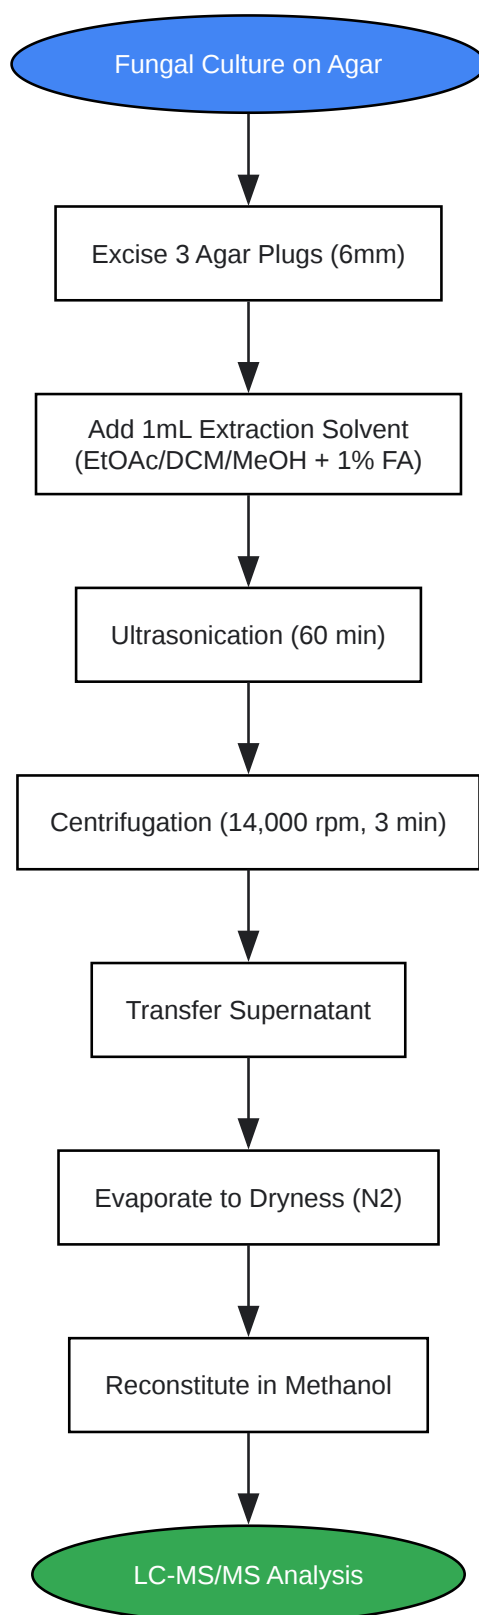 Fungal Culture on Agar
Excise 3 Agar Plugs (6mm)
Add 1mL Extraction Solvent
(EtOAc/DCM/MeOH + 1% FA)
Ultrasonication (60 min)
Centrifugation (14,000 rpm, 3 min)
Transfer Supernatant
Evaporate to Dryness (N2)
Reconstitute in Methanol
LC-MS/MS Analysis